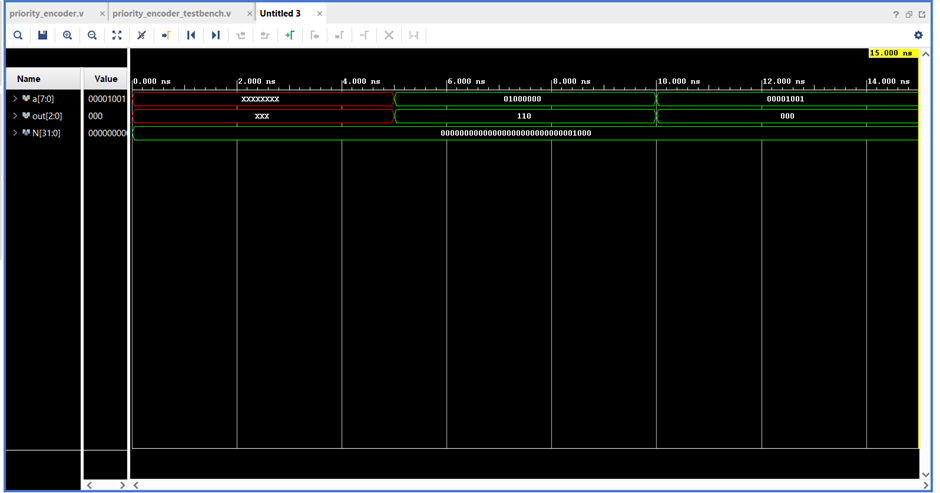 priority_encoder.v × priority_encoder_testbench.v × Untitled 3 ×
?
15.000 ns
Name Value 0.000 ns 2.000 ns 4.000 ns 6.000 ns 8.000 ns 10.000 ns 12.000 ns 14.000 ns
a[7:0] 00001001 XXXXXXXX 01000000 00001001
out[2:0] 000 XXX 110 000
N[31:0] 000000000 00000000000000000000000000001000